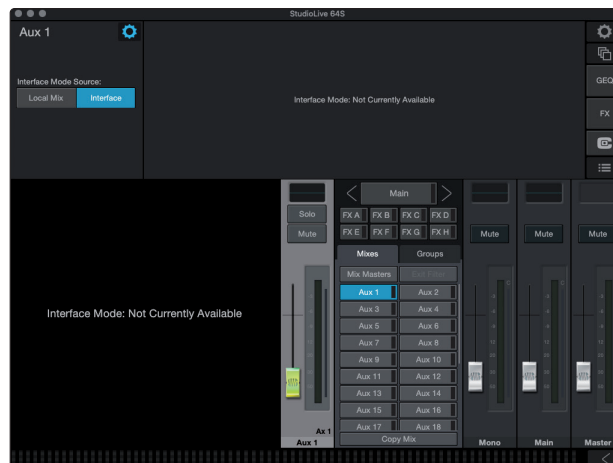 StudioLive 64S
Aux 1
Interface Mode Source:
Local Mix Interface
Interface Mode: Not Currently Available
GEQ
FX
Main
Solo
Mute
FX A FX B FX C FX D
FX E FX F FX G FX H
Mute Mute Mute
Mixes Groups
Mix Masters Exit Filter
Aux 1 Aux 2
Aux 3 Aux 4
Aux 5 Aux 6
Aux 7 Aux 8
Aux 9 Aux 10
Aux 11 Aux 12
Aux 13 Aux 14
Aux 15 Aux 16
Aux 17 Aux 18
Copy Mix
Interface Mode: Not Currently Available
Ax 1
Aux 1 Mono Main Master